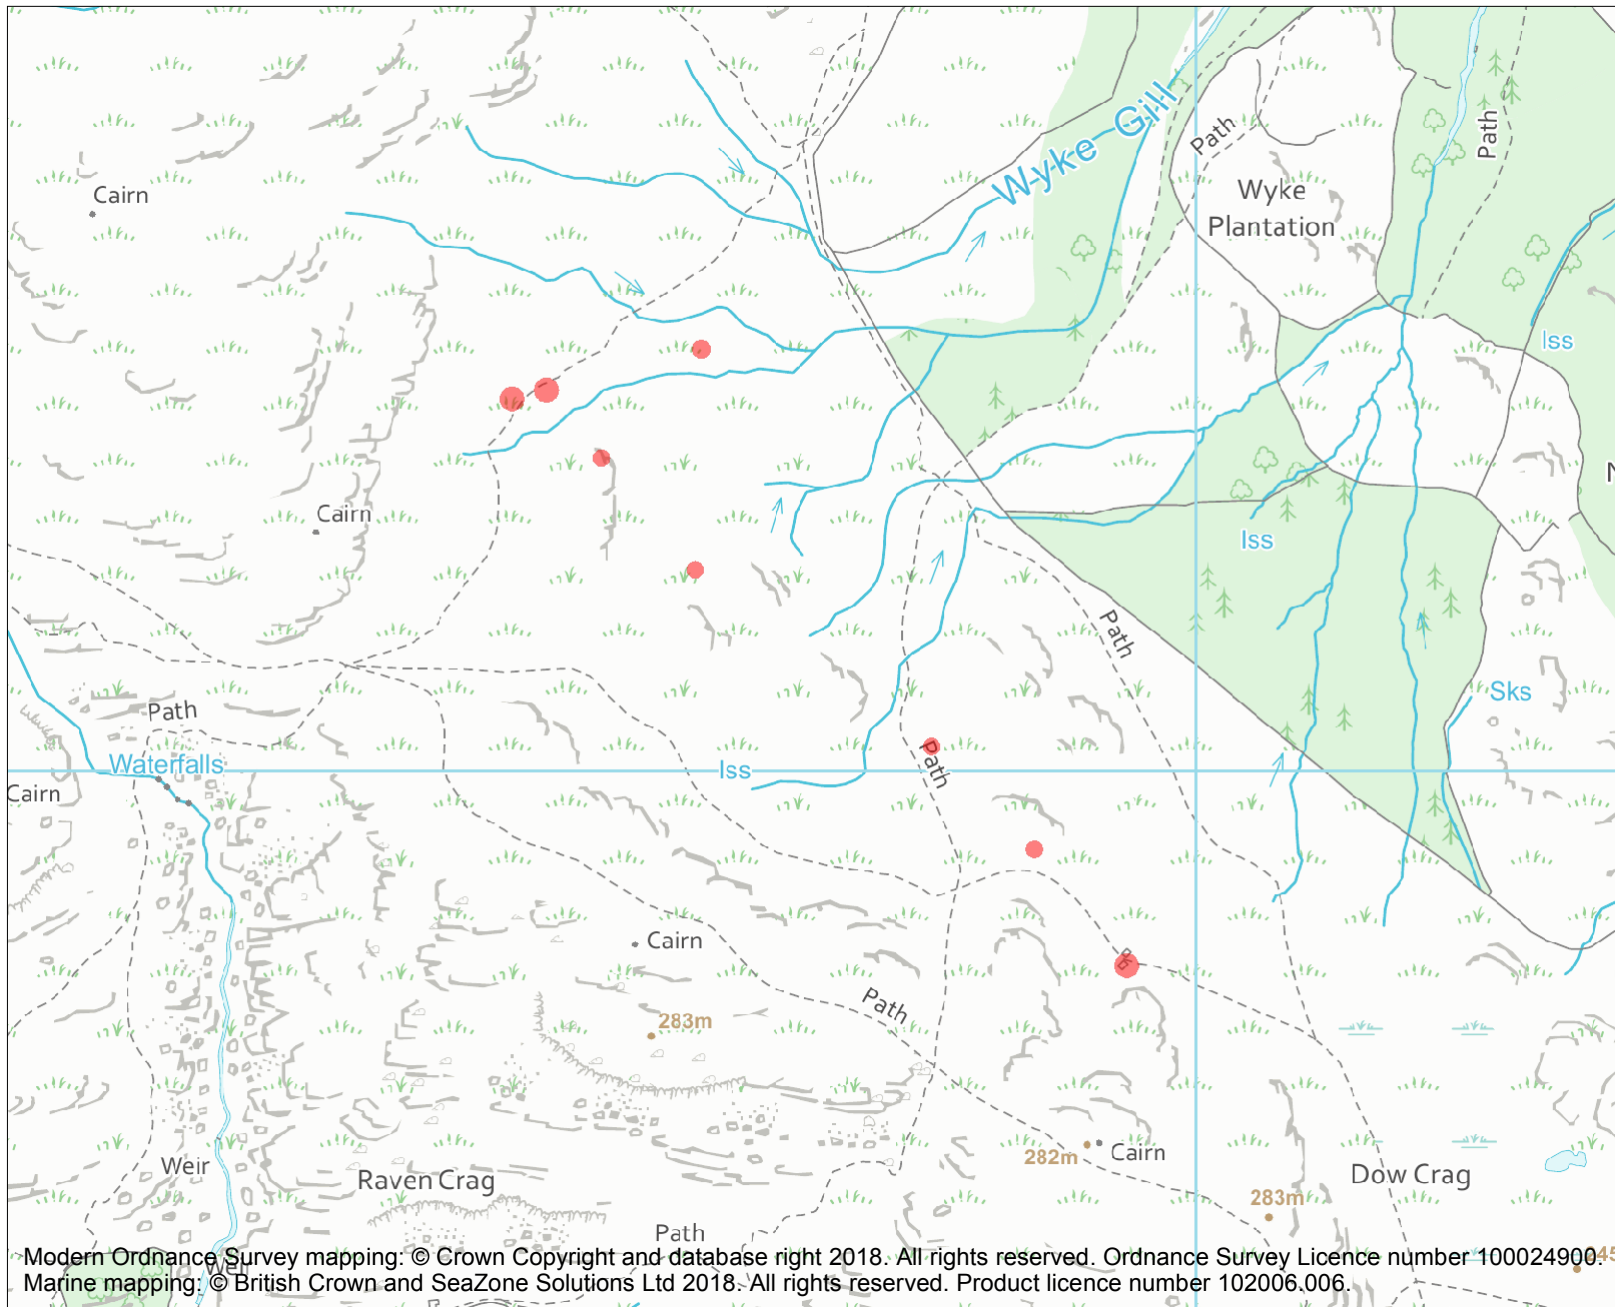 Wyke Gill
Path
Path
Cairn
Wyke
Plantation
Iss
Cairn
Iss
Path
Sks
Path
Waterfalls
Iss
Path
Cairn
Cairn
Path
283m
Weir
Raven Crag
282m
Cairn
Dow Crag
283m
Path
Modern Ordnance Survey mapping: © Crown Copyright and database right 2018. All rights reserved. Ordnance Survey Licence number 100024900.
Weir
Marine mapping: © British Crown and SeaZone Solutions Ltd 2018. All rights reserved. Product licence number 102006.006.